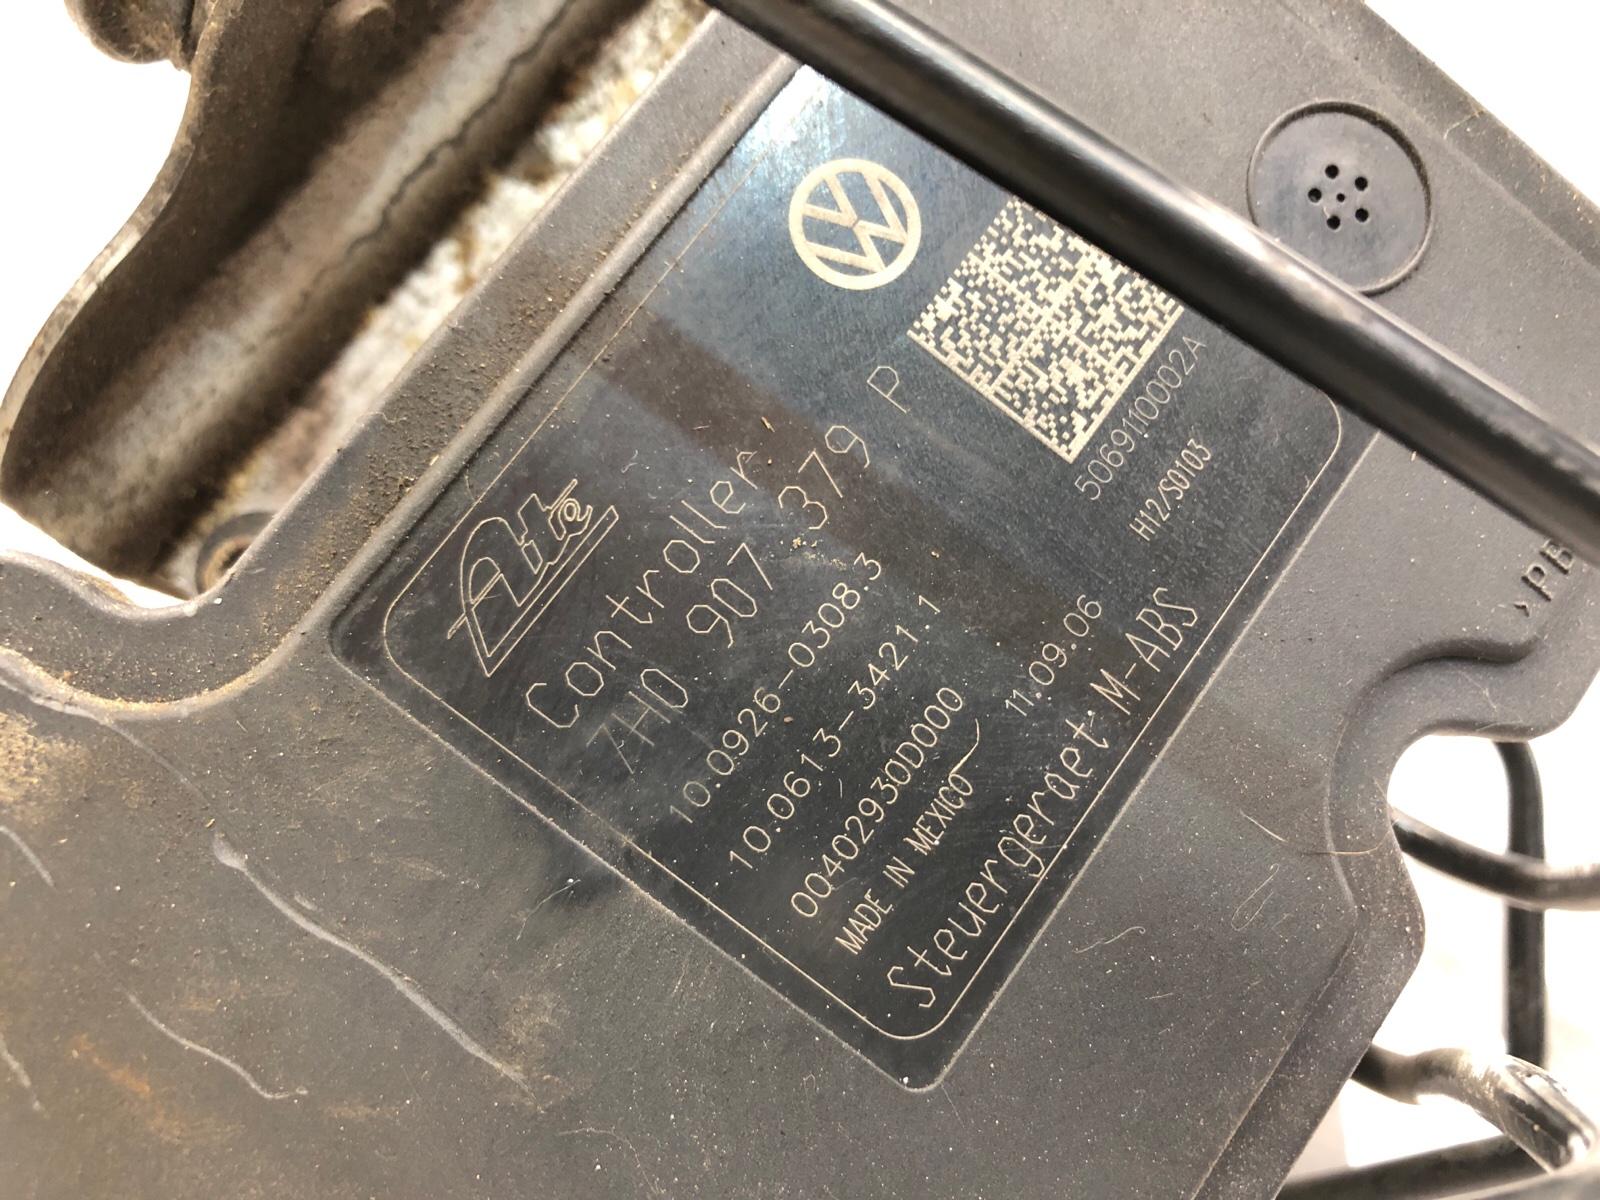 VW
5069110002A
H12/S0103
Ate
Controller
7H0 907 379 P
10.0926-0308.3
10.0613-3421.1
00402930D000 11.09.06
MADE IN MEXICO
Steuergeraet M-ABS